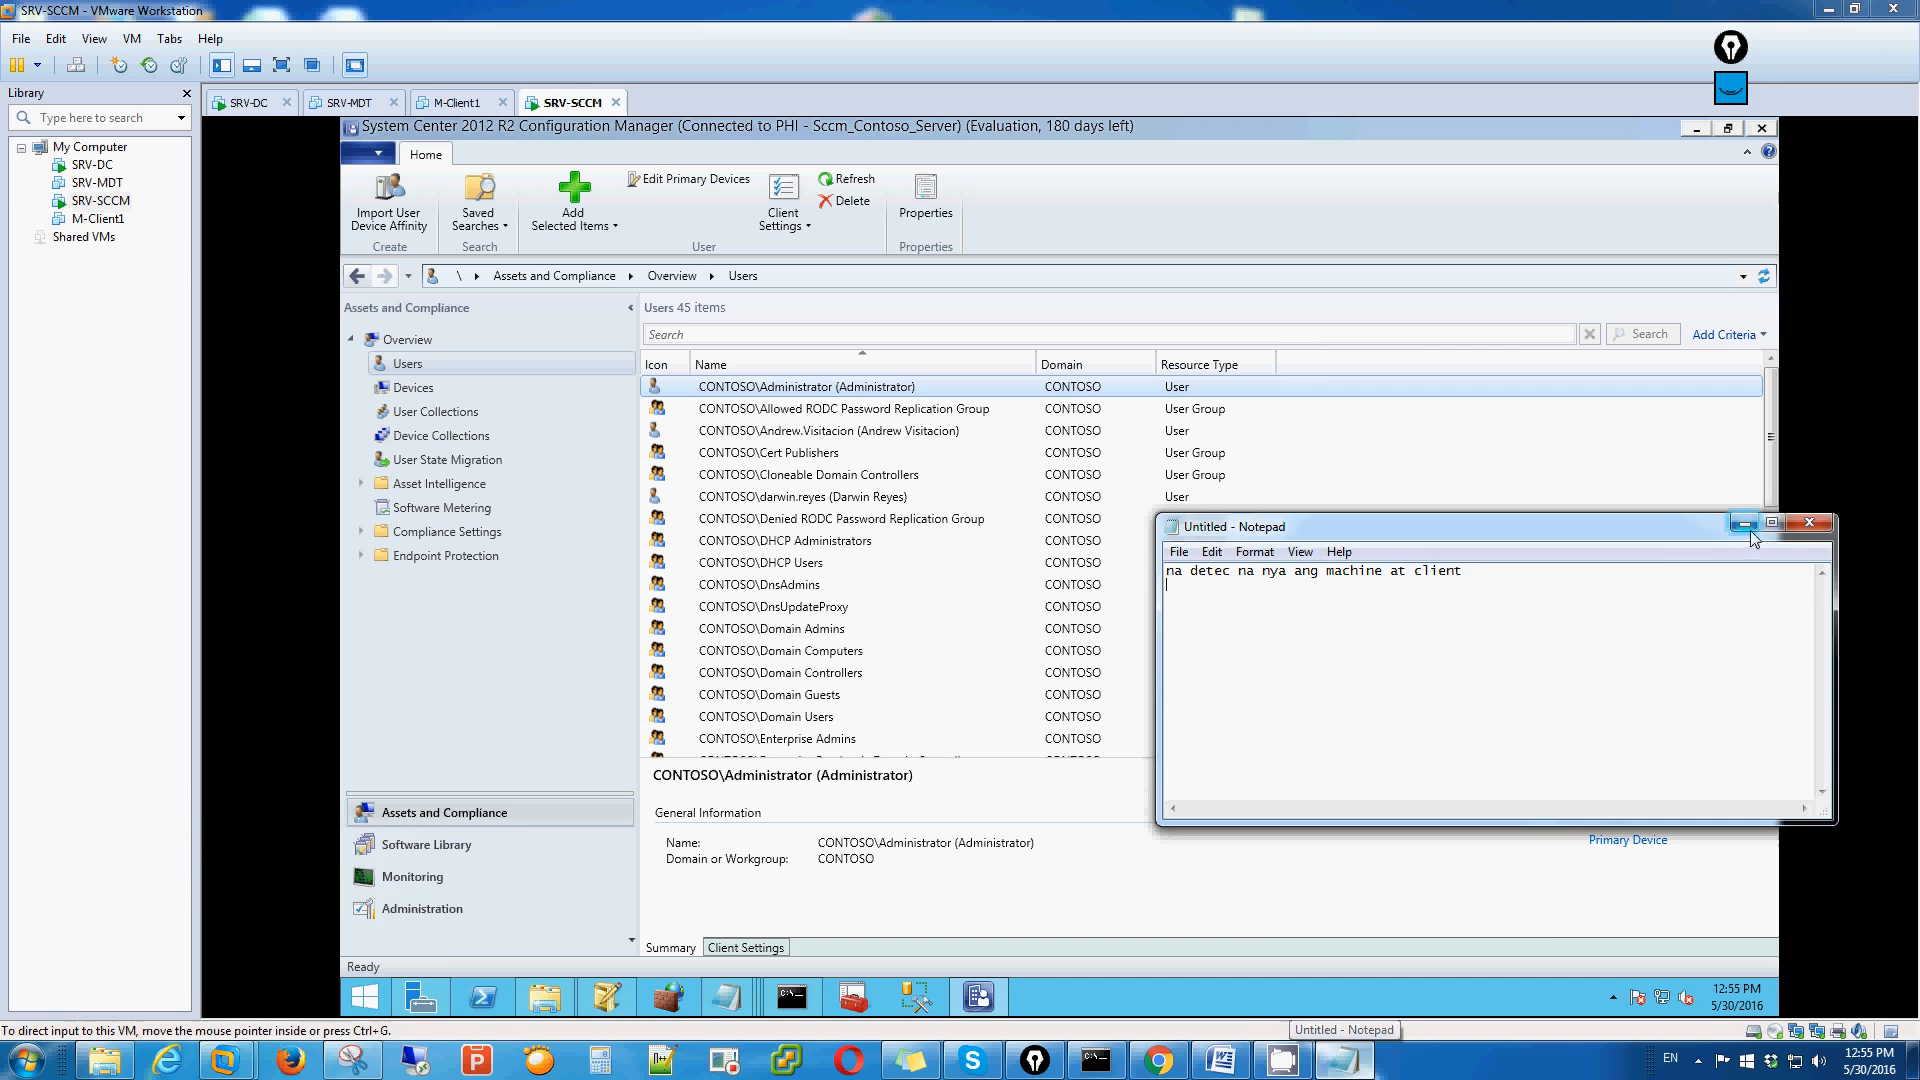 SRV-SCCM - VMware Workstation
File Edit View VM Tabs Help
Library
Type here to search
My Computer
SRV-DC
SRV-MDT
SRV-SCCM
M-Client1
Shared VMs
SRV-DC SRV-MDT M-Client1 SRV-SCCM
System Center 2012 R2 Configuration Manager (Connected to PHI - Sccm_Contoso_Server) (Evaluation, 180 days left)
Home
Import User Device Affinity
Saved Searches
Add Selected Items
Edit Primary Devices
Client Settings
Refresh
Delete
Properties
Create Search User Properties
\ Assets and Compliance Overview Users
Assets and Compliance
Overview
Users
Devices
User Collections
Device Collections
User State Migration
Asset Intelligence
Software Metering
Compliance Settings
Endpoint Protection
Assets and Compliance
Software Library
Monitoring
Administration
Users 45 items
Search Search Add Criteria
Icon Name Domain Resource Type
CONTOSO\Administrator (Administrator) CONTOSO User
CONTOSO\Allowed RODC Password Replication Group CONTOSO User Group
CONTOSO\Andrew.Visitacion (Andrew Visitacion) CONTOSO User
CONTOSO\Cert Publishers CONTOSO User Group
CONTOSO\Cloneable Domain Controllers CONTOSO User Group
CONTOSO\darwin.reyes (Darwin Reyes) CONTOSO User
CONTOSO\Denied RODC Password Replication Group CONTOSO
CONTOSO\DHCP Administrators CONTOSO
CONTOSO\DHCP Users CONTOSO
CONTOSO\DnsAdmins CONTOSO
CONTOSO\DnsUpdateProxy CONTOSO
CONTOSO\Domain Admins CONTOSO
CONTOSO\Domain Computers CONTOSO
CONTOSO\Domain Controllers CONTOSO
CONTOSO\Domain Guests CONTOSO
CONTOSO\Domain Users CONTOSO
CONTOSO\Enterprise Admins CONTOSO
CONTOSO\Administrator (Administrator)
General Information
Name: CONTOSO\Administrator (Administrator)
Domain or Workgroup: CONTOSO
Primary Device
Summary Client Settings
Ready
Untitled - Notepad
File Edit Format View Help
na detec na nya ang machine at client
12:55 PM
5/30/2016
To direct input to this VM, move the mouse pointer inside or press Ctrl+G.
Untitled - Notepad
EN
12:55 PM
5/30/2016